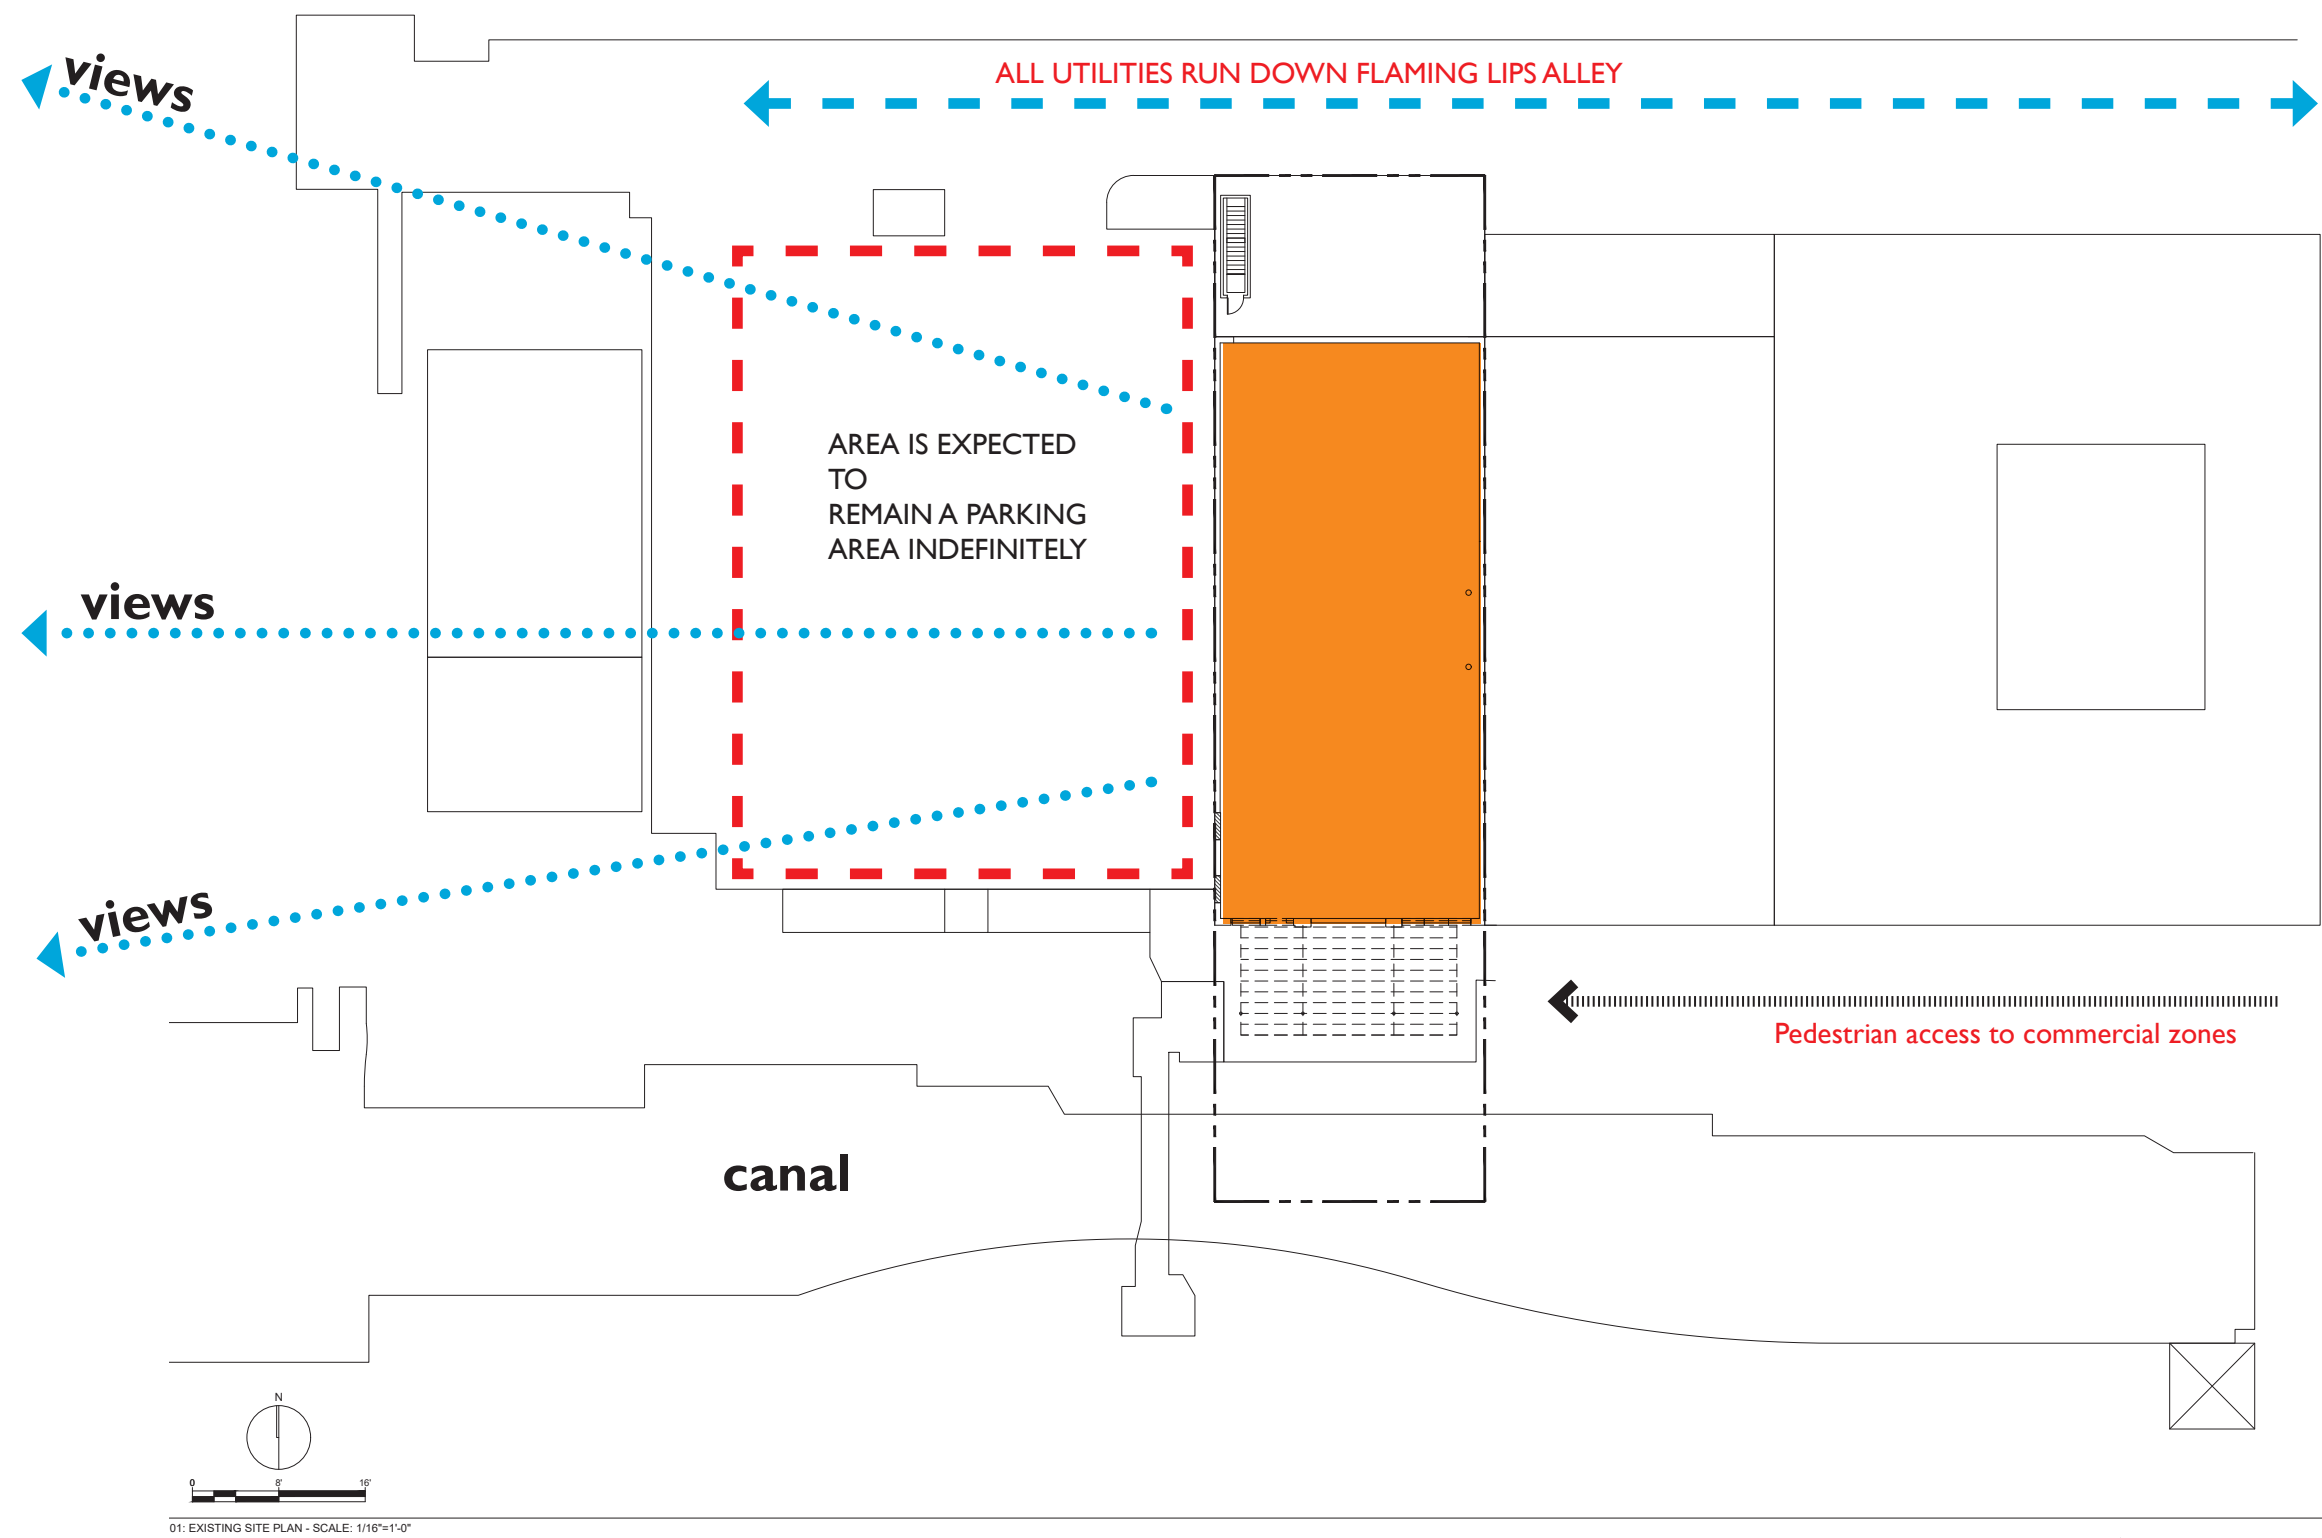 views
ALL UTILITIES RUN DOWN FLAMING LIPS ALLEY
AREA IS EXPECTED
TO
REMAIN A PARKING
AREA INDEFINITELY
views
views
Pedestrian access to commercial zones
canal
N
0 8' 16'
01: EXISTING SITE PLAN - SCALE: 1/16"=1'-0"